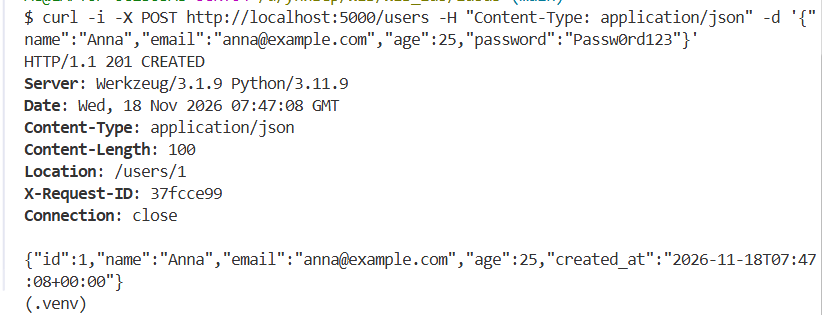 $ curl -i -X POST http://localhost:5000/users -H "Content-Type: application/json" -d '{"
name":"Anna","email":"anna@example.com","age":25,"password":"Passw0rd123"}'
HTTP/1.1 201 CREATED
Server: Werkzeug/3.1.9 Python/3.11.9
Date: Wed, 18 Nov 2026 07:47:08 GMT
Content-Type: application/json
Content-Length: 100
Location: /users/1
X-Request-ID: 37fcce99
Connection: close

{"id":1,"name":"Anna","email":"anna@example.com","age":25,"created_at":"2026-11-18T07:47
:08+00:00"}
(.venv)